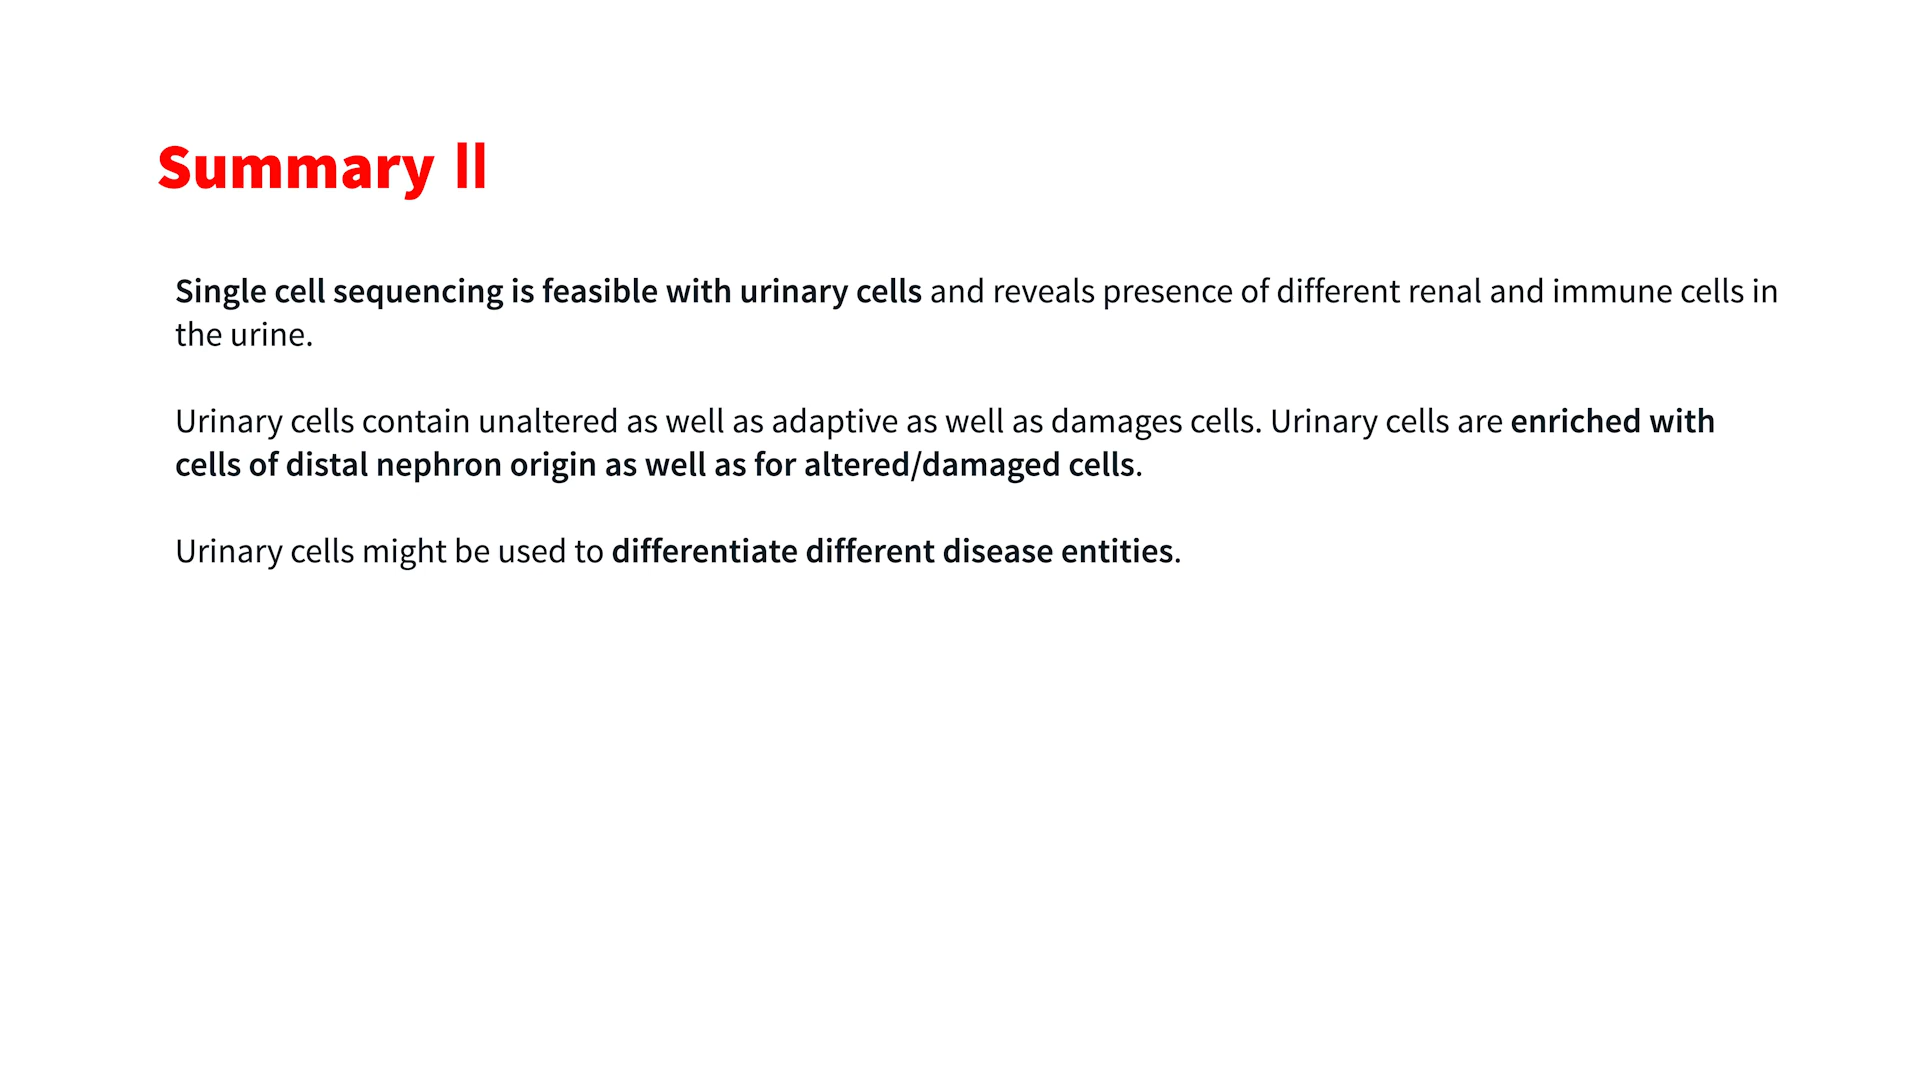 Summary II
Single cell sequencing is feasible with urinary cells and reveals presence of different renal and immune cells in
the urine.
Urinary cells contain unaltered as well as adaptive as well as damages cells. Urinary cells are enriched with
cells of distal nephron origin as well as for altered/damaged cells.
Urinary cells might be used to differentiate different disease entities.